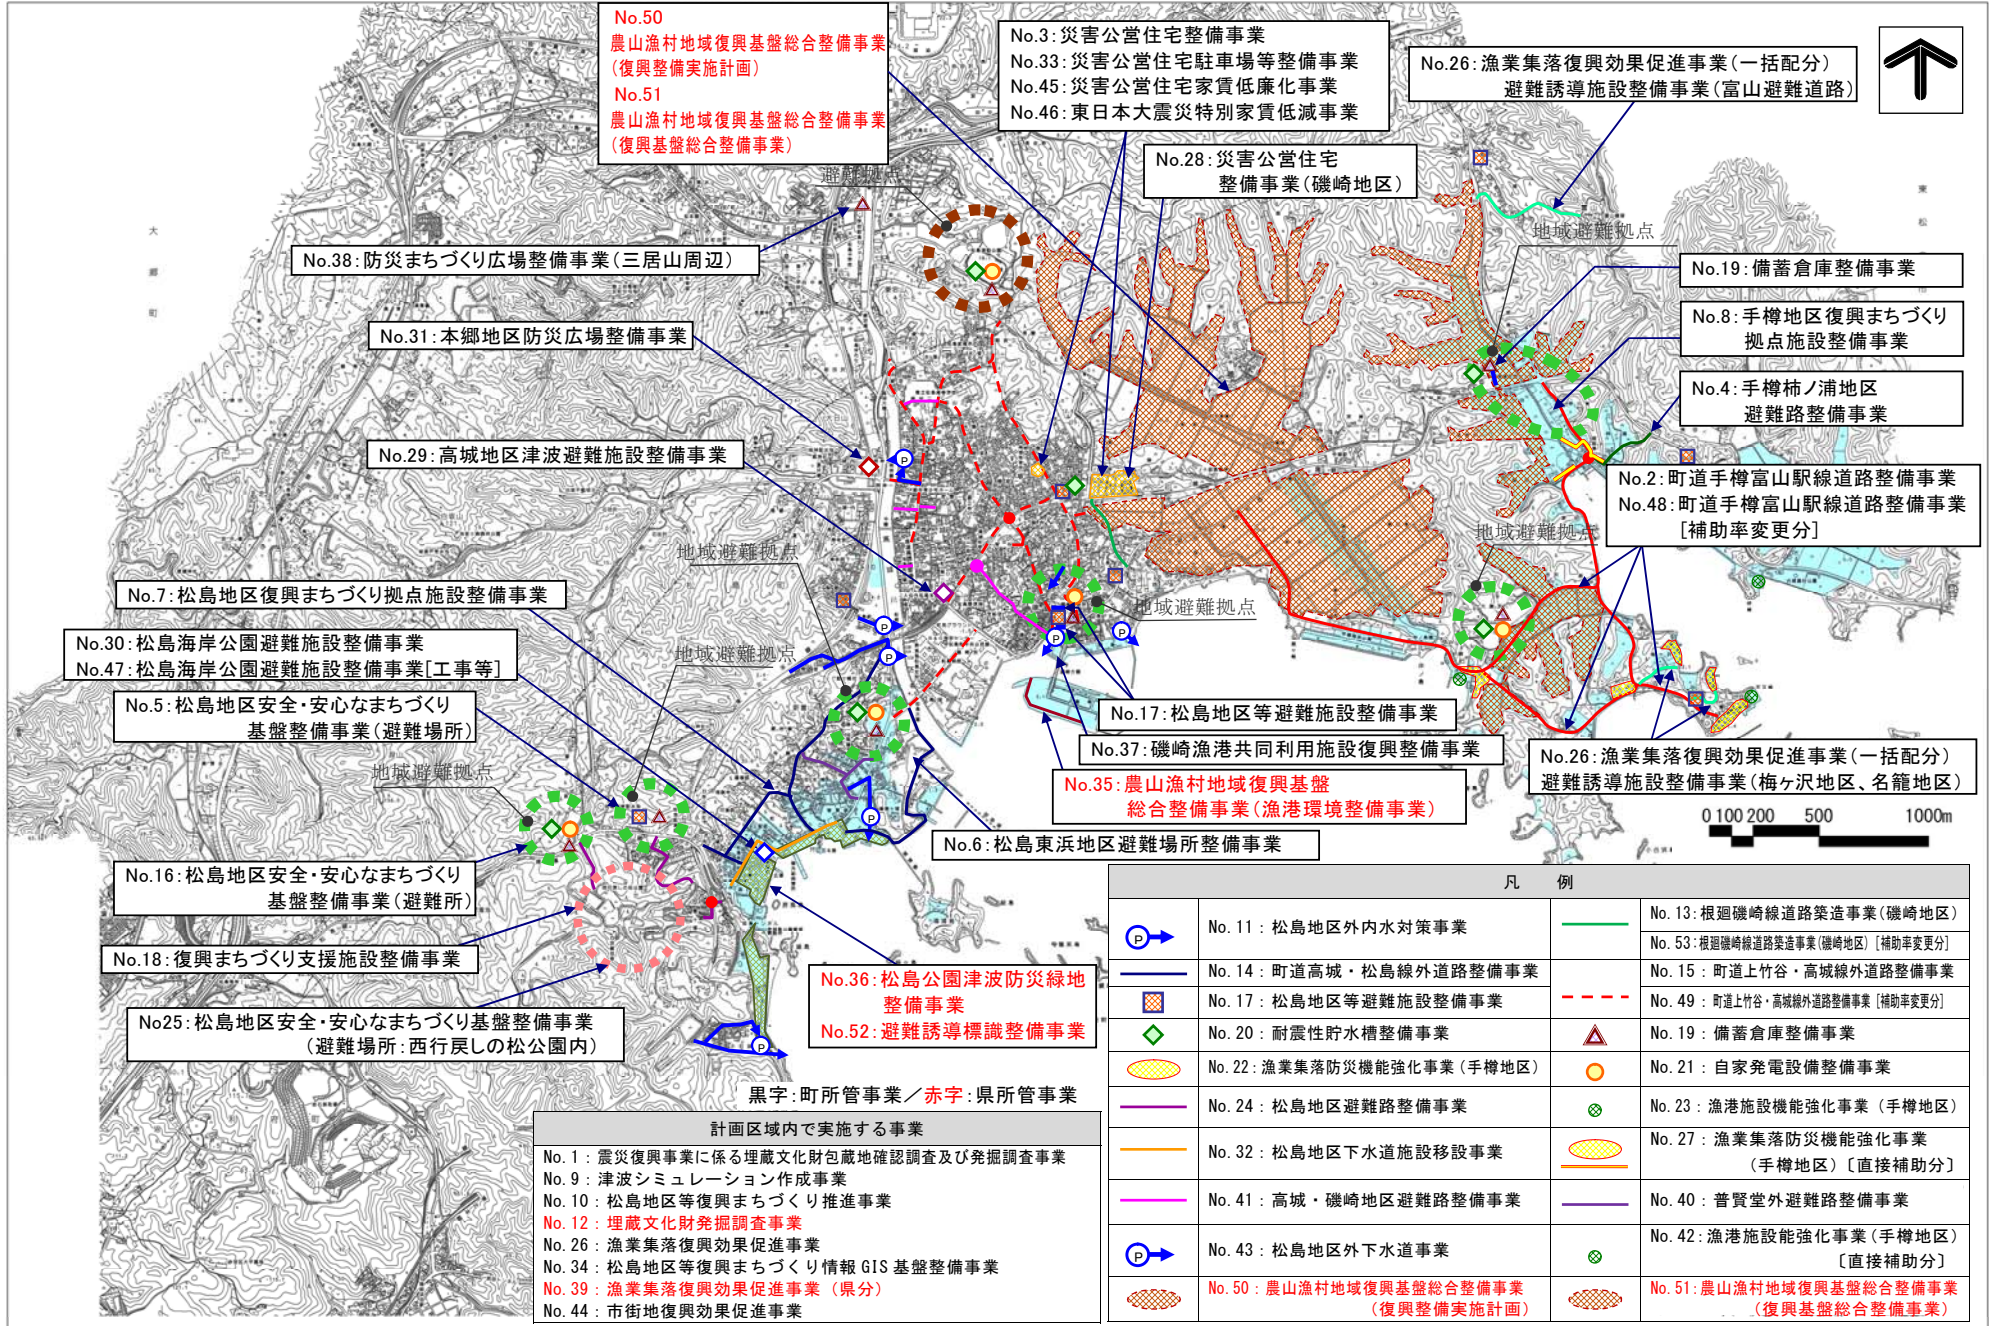 No.50
農山漁村地域復興基盤総合整備事業
(復興整備実施計画)
No.51
農山漁村地域復興基盤総合整備事業
(復興基盤総合整備事業)
No.3:災害公営住宅整備事業
No.33:災害公営住宅駐車場等整備事業
No.45:災害公営住宅家賃低廉化事業
No.46:東日本大震災特別家賃低減事業
No.26:漁業集落復興効果促進事業(一括配分)
避難誘導施設整備事業(富山避難道路)
No.28:災害公営住宅
整備事業(磯崎地区)
避難拠点
東松
大郷町
地域避難拠点
No.38:防災まちづくり広場整備事業(三居山周辺)
No.19:備蓄倉庫整備事業
No.31:本郷地区防災広場整備事業
No.8:手樽地区復興まちづくり
拠点施設整備事業
No.4:手樽柿ノ浦地区
避難路整備事業
No.29:高城地区津波避難施設整備事業
No.2:町道手樽富山駅線道路整備事業
No.48:町道手樽富山駅線道路整備事業
[補助率変更分]
地域避難拠点
地域避難拠点
No.7:松島地区復興まちづくり拠点施設整備事業
地域避難拠点
No.30:松島海岸公園避難施設整備事業
No.47:松島海岸公園避難施設整備事業[工事等]
地域避難拠点
No.5:松島地区安全・安心なまちづくり
基盤整備事業(避難場所)
No.17:松島地区等避難施設整備事業
No.37:磯崎漁港共同利用施設復興整備事業
No.26:漁業集落復興効果促進事業(一括配分)
避難誘導施設整備事業(梅ヶ沢地区、名籠地区)
地域避難拠点
No.35:農山漁村地域復興基盤
総合整備事業(漁港環境整備事業)
0 100 200 500 1000m
No.6:松島東浜地区避難場所整備事業
No.16:松島地区安全・安心なまちづくり
基盤整備事業(避難所)
No.18:復興まちづくり支援施設整備事業
No.36:松島公園津波防災緑地
整備事業
No.52:避難誘導標識整備事業
No25:松島地区安全・安心なまちづくり基盤整備事業
(避難場所:西行戻しの松公園内)
黒字:町所管事業／赤字:県所管事業
計画区域内で実施する事業
No.1:震災復興事業に係る埋蔵文化財包蔵地確認調査及び発掘調査事業
No.9:津波シミュレーション作成事業
No.10:松島地区等復興まちづくり推進事業
No.12:埋蔵文化財発掘調査事業
No.26:漁業集落復興効果促進事業
No.34:松島地区等復興まちづくり情報GIS基盤整備事業
No.39:漁業集落復興効果促進事業(県分)
No.44:市街地復興効果促進事業
凡 例
P No.11:松島地区外内水対策事業
No.13:根廻磯崎線道路築造事業(磯崎地区)
No.53:根廻磯崎線道路築造事業(磯崎地区)[補助率変更分]
No.14:町道高城・松島線外道路整備事業
No.15:町道上竹谷・高城線外道路整備事業
No.17:松島地区等避難施設整備事業
No.49:町道上竹谷・高城線外道路整備事業[補助率変更分]
No.20:耐震性貯水槽整備事業
No.19:備蓄倉庫整備事業
No.22:漁業集落防災機能強化事業(手樽地区)
No.21:自家発電設備整備事業
No.24:松島地区避難路整備事業
No.23:漁港施設機能強化事業(手樽地区)
No.32:松島地区下水道施設移設事業
No.27:漁業集落防災機能強化事業
(手樽地区)〔直接補助分〕
No.41:高城・磯崎地区避難路整備事業
No.40:普賢堂外避難路整備事業
P No.43:松島地区外下水道事業
No.42:漁港施設能強化事業(手樽地区)
〔直接補助分〕
No.50:農山漁村地域復興基盤総合整備事業
(復興整備実施計画)
No.51:農山漁村地域復興基盤総合整備事業
(復興基盤総合整備事業)